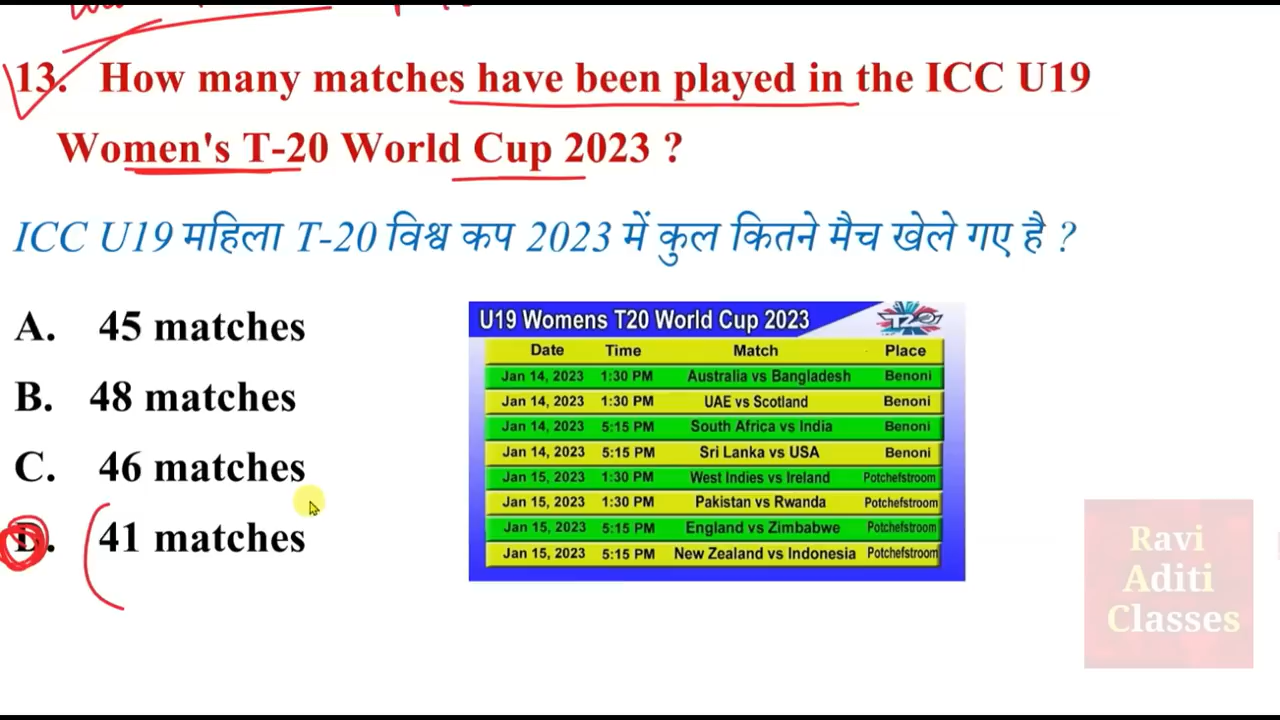 13. How many matches have been played in the ICC U19
Women's T-20 World Cup 2023 ?
ICC U19 महिला T-20 विश्व कप 2023 में कुल कितने मैच खेले गए है ?
A. 45 matches
B. 48 matches
C. 46 matches
D. 41 matches
U19 Womens T20 World Cup 2023
T20
Date Time Match Place
Jan 14, 2023 1:30 PM Australia vs Bangladesh Benoni
Jan 14, 2023 1:30 PM UAE vs Scotland Benoni
Jan 14, 2023 5:15 PM South Africa vs India Benoni
Jan 14, 2023 5:15 PM Sri Lanka vs USA Benoni
Jan 15, 2023 1:30 PM West Indies vs Ireland Potchefstroom
Jan 15, 2023 1:30 PM Pakistan vs Rwanda Potchefstroom
Jan 15, 2023 5:15 PM England vs Zimbabwe Potchefstroom
Jan 15, 2023 5:15 PM New Zealand vs Indonesia Potchefstroom
Ravi
Aditi
Classes